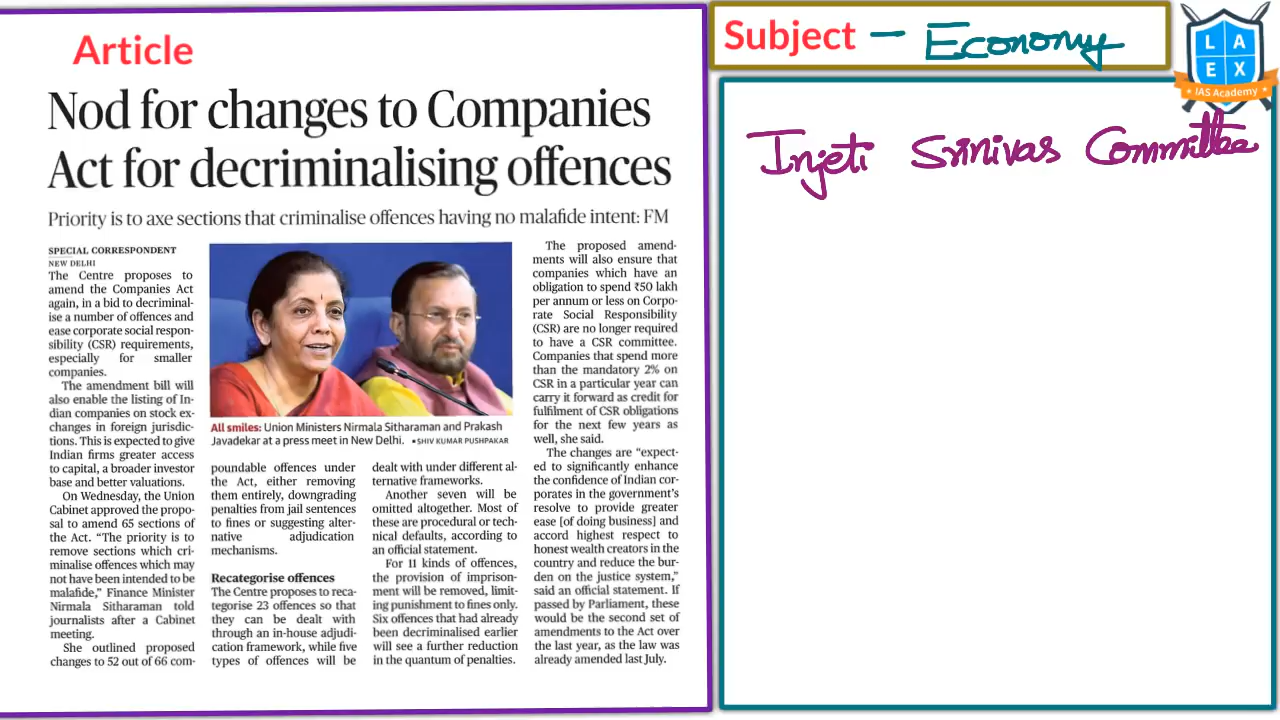 Article
Nod for changes to Companies
Act for decriminalising offences
Priority is to axe sections that criminalise offences having no malafide intent: FM
SPECIAL CORRESPONDENT
NEW DELHI
The Centre proposes to
amend the Companies Act
again, in a bid to decriminal-
ise a number of offences and
ease corporate social respon-
sibility (CSR) requirements,
especially for smaller
companies.
The amendment bill will
also enable the listing of In-
dian companies on stock ex-
changes in foreign jurisdic-
tions. This is expected to give
Indian firms greater access
to capital, a broader investor
base and better valuations.
On Wednesday, the Union
Cabinet approved the propo-
sal to amend 65 sections of
the Act. “The priority is to
remove sections which cri-
minalise offences which may
not have been intended to be
malafide,” Finance Minister
Nirmala Sitharaman told
journalists after a Cabinet
meeting.
She outlined proposed
changes to 52 out of 66 com-
All smiles: Union Ministers Nirmala Sitharaman and Prakash
Javadekar at a press meet in New Delhi. •SHIV KUMAR PUSHPAKAR
poundable offences under
the Act, either removing
them entirely, downgrading
penalties from jail sentences
to fines or suggesting alter-
native adjudication
mechanisms.
Recategorise offences
The Centre proposes to reca-
tegorise 23 offences so that
they can be dealt with
through an in-house adjudi-
cation framework, while five
types of offences will be
dealt with under different al-
ternative frameworks.
Another seven will be
omitted altogether. Most of
these are procedural or tech-
nical defaults, according to
an official statement.
For 11 kinds of offences,
the provision of imprison-
ment will be removed, limit-
ing punishment to fines only.
Six offences that had already
been decriminalised earlier
will see a further reduction
in the quantum of penalties.
The proposed amend-
ments will also ensure that
companies which have an
obligation to spend ₹50 lakh
per annum or less on Corpo-
rate Social Responsibility
(CSR) are no longer required
to have a CSR committee.
Companies that spend more
than the mandatory 2% on
CSR in a particular year can
carry it forward as credit for
fulfilment of CSR obligations
for the next few years as
well, she said.
The changes are “expect-
ed to significantly enhance
the confidence of Indian cor-
porates in the government's
resolve to provide greater
ease [of doing business] and
accord highest respect to
honest wealth creators in the
country and reduce the bur-
den on the justice system,”
said an official statement. If
passed by Parliament, these
would be the second set of
amendments to the Act over
the last year, as the law was
already amended last July.
Subject – Economy
L A
E X
IAS Academy
Injeti Srinivas Committee